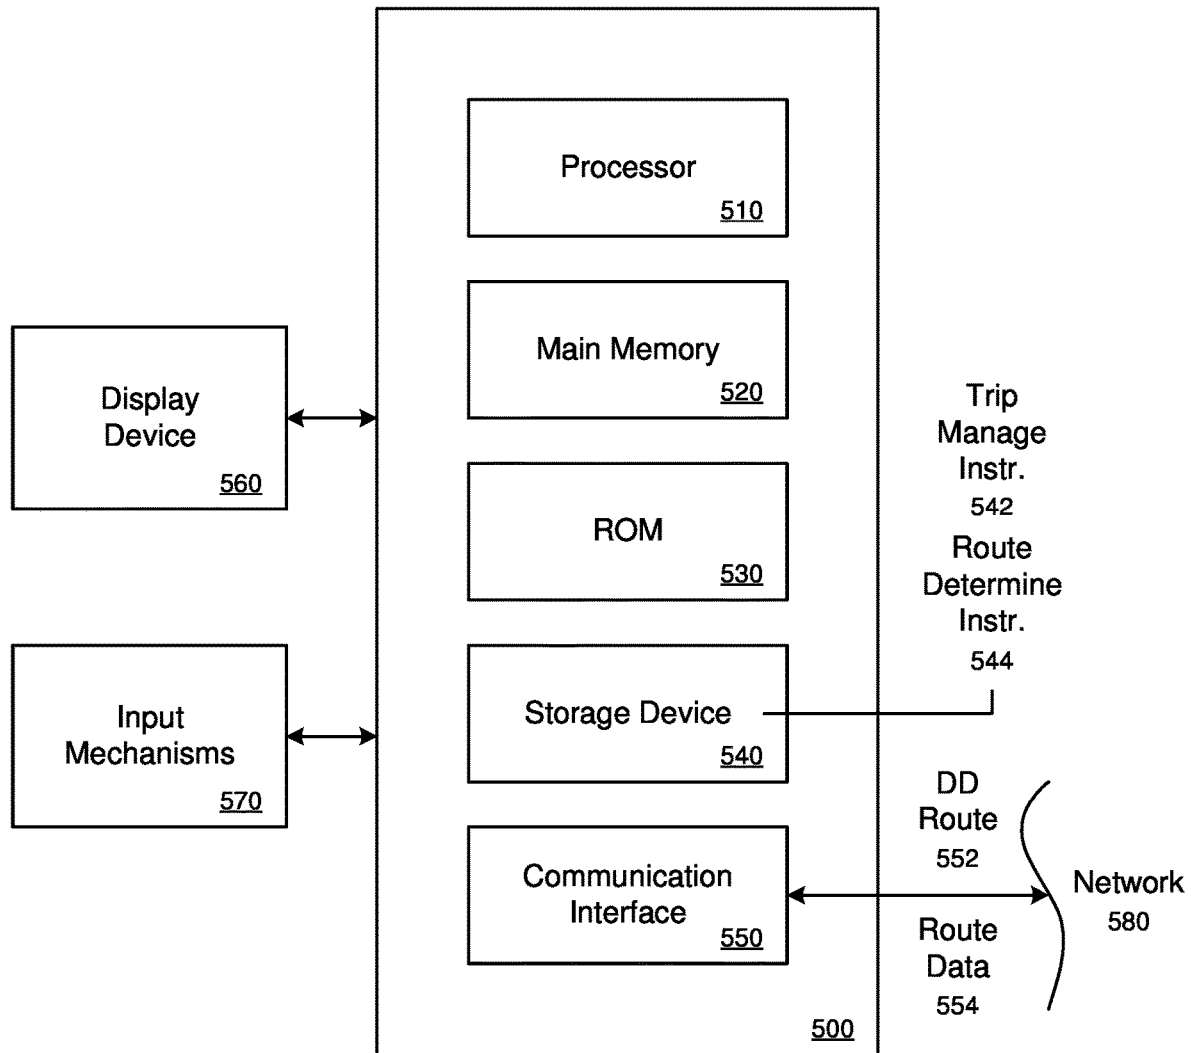 Processor
510
Main Memory
520
ROM
530
Storage Device
540
Communication
Interface
550
500
Display
Device
560
Input
Mechanisms
570
Trip
Manage
Instr.
542
Route
Determine
Instr.
544
DD
Route
552
Route
Data
554
Network
580